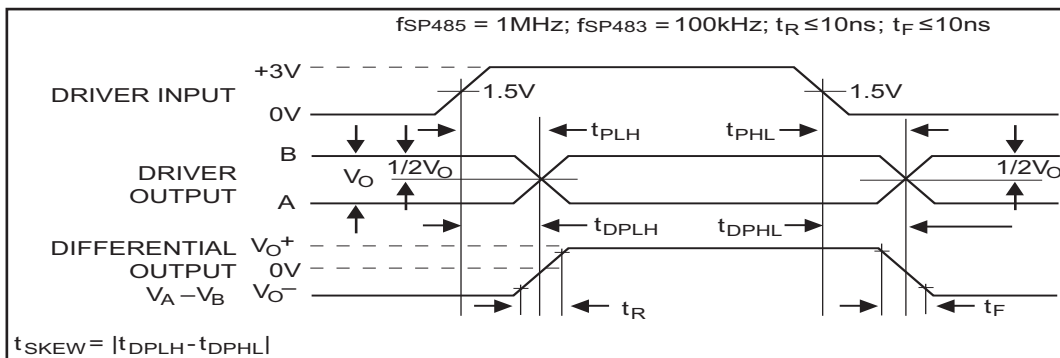 fSP485 = 1MHz; fSP483 = 100kHz; tR ≤10ns; tF ≤10ns
+3V
DRIVER INPUT
1.5V
1.5V
0V
tPLH
tPHL
B
DRIVER OUTPUT
VO
1/2VO
1/2VO
A
tDPLH
tDPHL
DIFFERENTIAL OUTPUT
VA –VB
VO+
0V
VO–
tR
tF
tSKEW = |tDPLH - tDPHL|